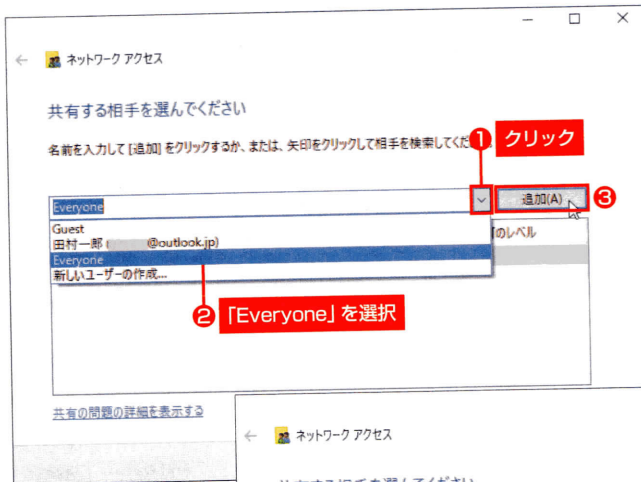 ネットワーク アクセス
共有する相手を選んでください
名前を入力して [追加] をクリックするか、または、矢印をクリックして相手を検索してくだ
❶ クリック
Everyone
追加(A)
❸
Guest
田村一郎 ( @outlook.jp)
のレベル
Everyone
新しいユーザーの作成...
❷ 「Everyone」を選択
共有の問題の詳細を表示する
ネットワーク アクセス